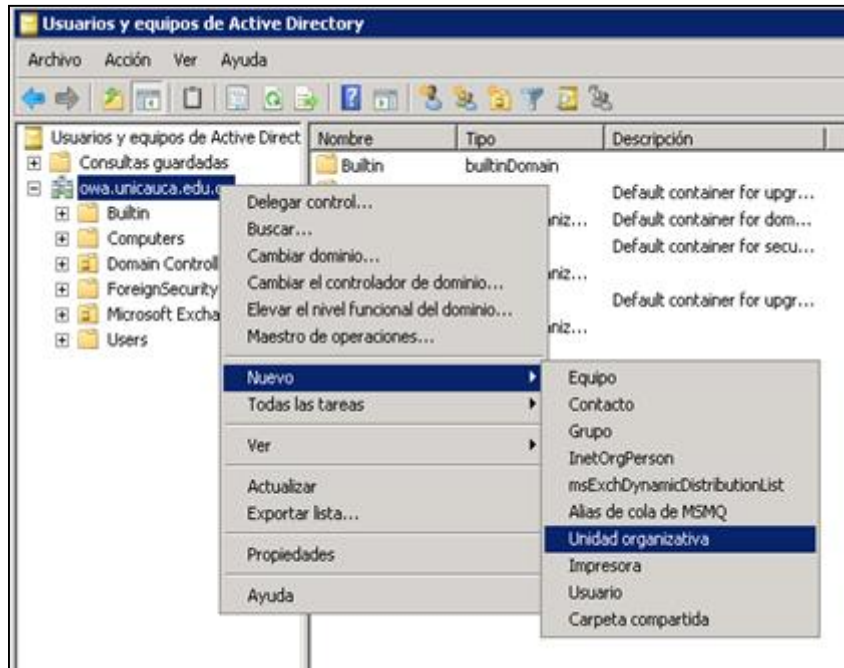 Usuarios y equipos de Active Directory
Archivo Acción Ver Ayuda
Usuarios y equipos de Active Direct
Consultas guardadas
owa.unicauca.edu.
Builtin
Computers
Domain Controll
ForeignSecurity
Microsoft Excha
Users
Nombre Tipo Descripción
Builtin builtinDomain
Default container for upgr...
niz... Default container for dom...
Default container for secu...
niz...
Default container for upgr...
niz...
Delegar control...
Buscar...
Cambiar dominio...
Cambiar el controlador de dominio...
Elevar el nivel funcional del dominio...
Maestro de operaciones...
Nuevo
Todas las tareas
Ver
Actualizar
Exportar lista...
Propiedades
Ayuda
Equipo
Contacto
Grupo
InetOrgPerson
msExchDynamicDistributionList
Alias de cola de MSMQ
Unidad organizativa
Impresora
Usuario
Carpeta compartida